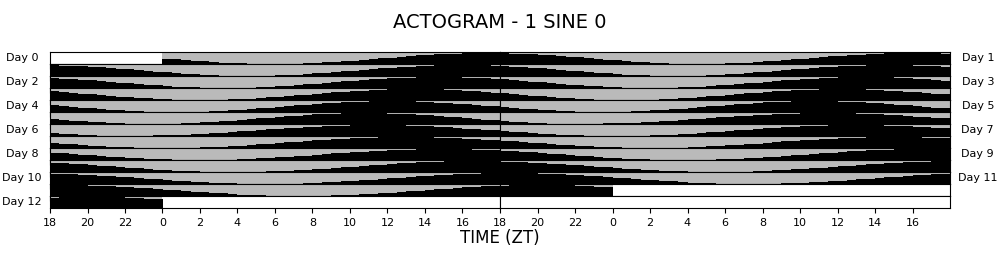 ACTOGRAM - 1 SINE 0
Day 0
Day 1
Day 2
Day 3
Day 4
Day 5
Day 6
Day 7
Day 8
Day 9
Day 10
Day 11
Day 12
18 20 22 0 2 4 6 8 10 12 14 16 18 20 22 0 2 4 6 8 10 12 14 16
TIME (ZT)